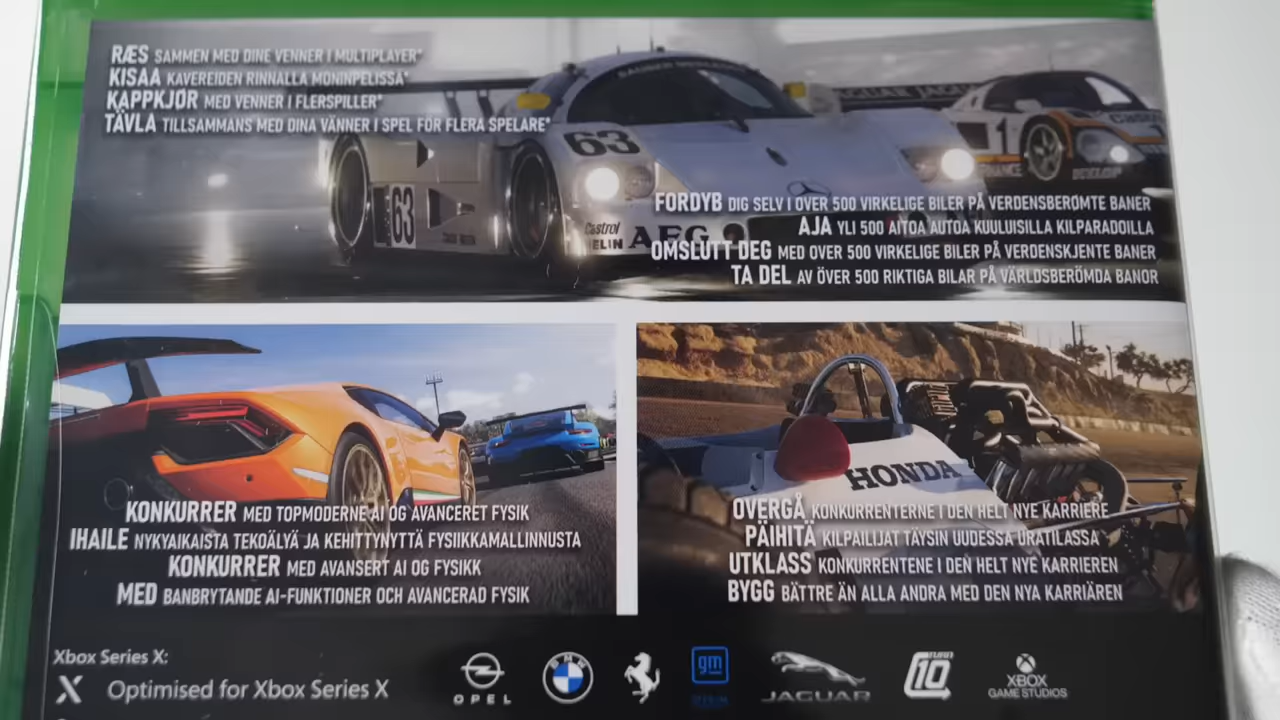 RÆS SAMMEN MED DINE VENNER I MULTIPLAYER*
KISAA KAVEREIDEN RINNALLA MONINPELISSÄ*
KAPPKJØR MED VENNER I FLERSPILLER*
TÄVLA TILLSAMMANS MED DINA VÄNNER I SPEL FÖR FLERA SPELARE*
63
63
JAGUAR JAGUAR
1
Castrol
AEG
FORDYB DIG SELV I OVER 500 VIRKELIGE BILER PÅ VERDENSBERØMTE BANER
AJA YLI 500 AITOA AUTOA KUULUISILLA KILPARADOILLA
OMSLUTT DEG MED OVER 500 VIRKELIGE BILER PÅ VERDENSKJENTE BANER
TA DEL AV ÖVER 500 RIKTIGA BILAR PÅ VÄRLDSBERÖMDA BANOR
KONKURRER MED TOPMODERNE AI OG AVANCERET FYSIK
IHAILE NYKYAIKAISTA TEKOÄLYÄ JA KEHITTYNYTTÄ FYSIIKKAMALLINNUSTA
KONKURRER MED AVANSERT AI OG FYSIKK
MED BANBRYTANDE AI-FUNKTIONER OCH AVANCERAD FYSIK
HONDA
OVERGÅ KONKURRENTERNE I DEN HELT NYE KARRIERE
PÄIHITÄ KILPAILIJAT TÄYSIN UUDESSA URATILASSA
UTKLASS KONKURRENTENE I DEN HELT NYE KARRIEREN
BYGG BÄTTRE ÄN ALLA ANDRA MED DEN NYA KARRIÄREN
Xbox Series X:
X Optimised for Xbox Series X
OPEL
BMW
gm
JAGUAR
TURN 10
XBOX
GAME STUDIOS